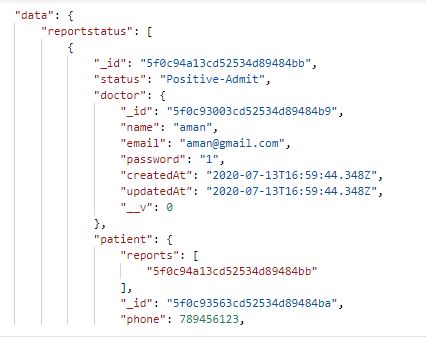 "data": {
"reportstatus": [
{
"_id": "5f0c94a13cd52534d89484bb",
"status": "Positive-Admit",
"doctor": {
"_id": "5f0c93003cd52534d89484b9",
"name": "aman",
"email": "aman@gmail.com",
"password": "1",
"createdAt": "2020-07-13T16:59:44.348Z",
"updatedAt": "2020-07-13T16:59:44.348Z",
"__v": 0
},
"patient": {
"reports": [
"5f0c94a13cd52534d89484bb"
],
"_id": "5f0c93563cd52534d89484ba",
"phone": 789456123,